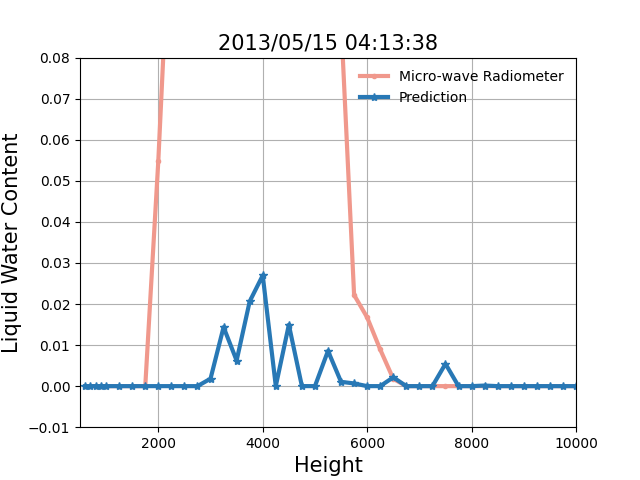 2013/05/15 04:13:38
Micro-wave Radiometer
Prediction
Liquid Water Content
0.08
0.07
0.06
0.05
0.04
0.03
0.02
0.01
0.00
−0.01
2000 4000 6000 8000 10000
Height